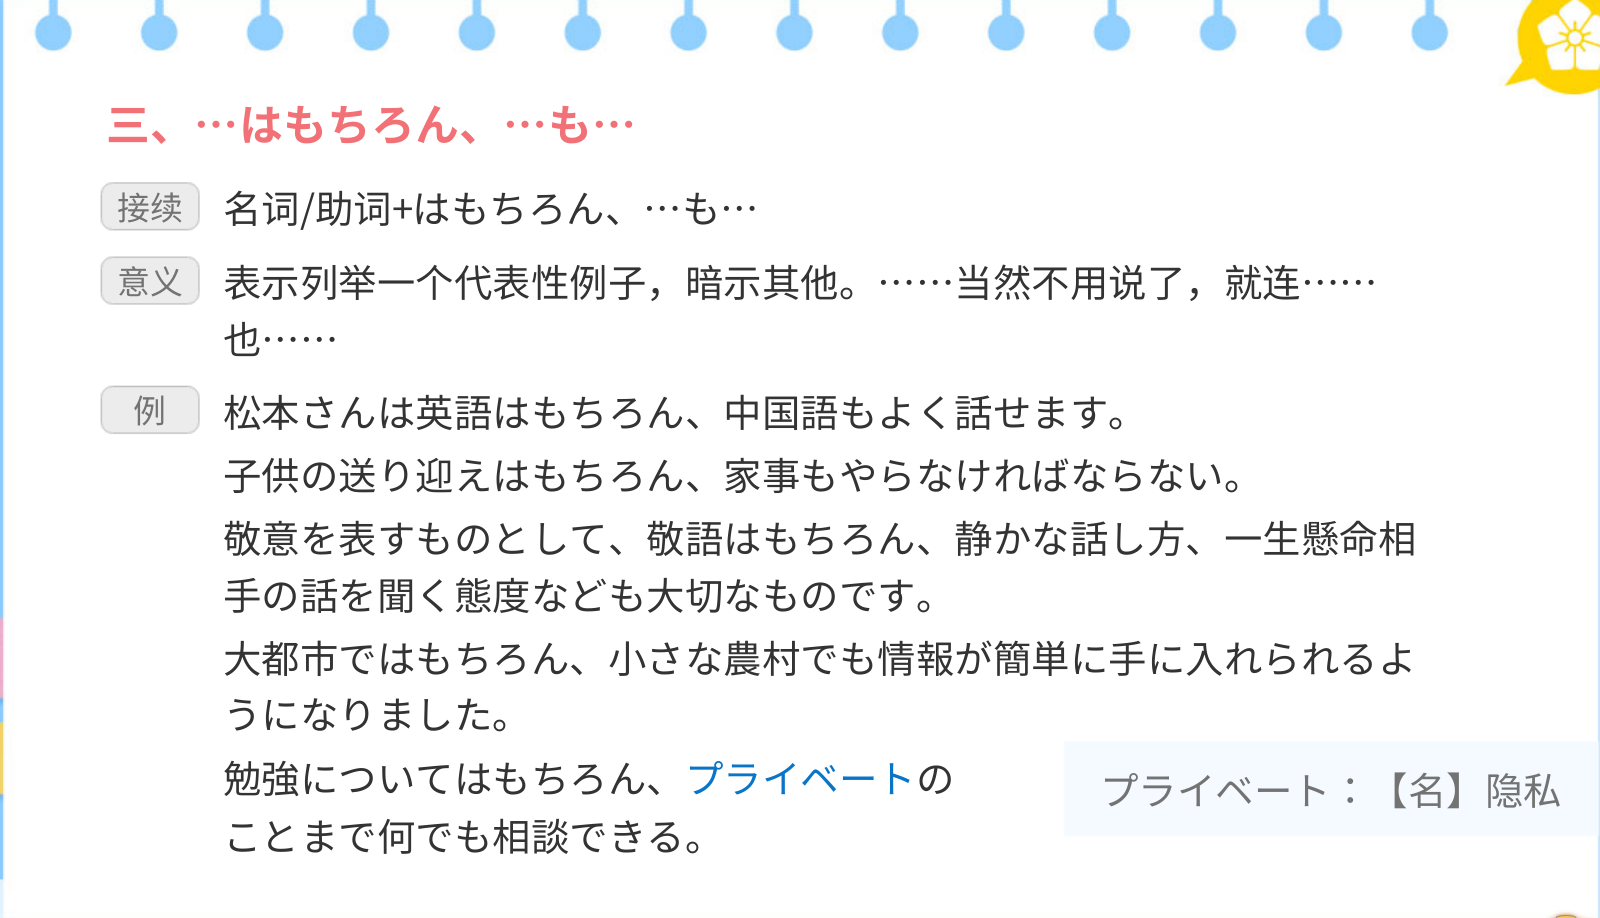 三、…はもちろん、…も…
接续 名词/助词+はもちろん、…も…
意义 表示列举一个代表性例子，暗示其他。……当然不用说了，就连……
也……
例 松本さんは英語はもちろん、中国語もよく話せます。
子供の送り迎えはもちろん、家事もやらなければならない。
敬意を表すものとして、敬語はもちろん、静かな話し方、一生懸命相
手の話を聞く態度なども大切なものです。
大都市ではもちろん、小さな農村でも情報が簡単に手に入れられるよ
うになりました。
勉強についてはもちろん、プライベートの
ことまで何でも相談できる。
プライベート：【名】隐私